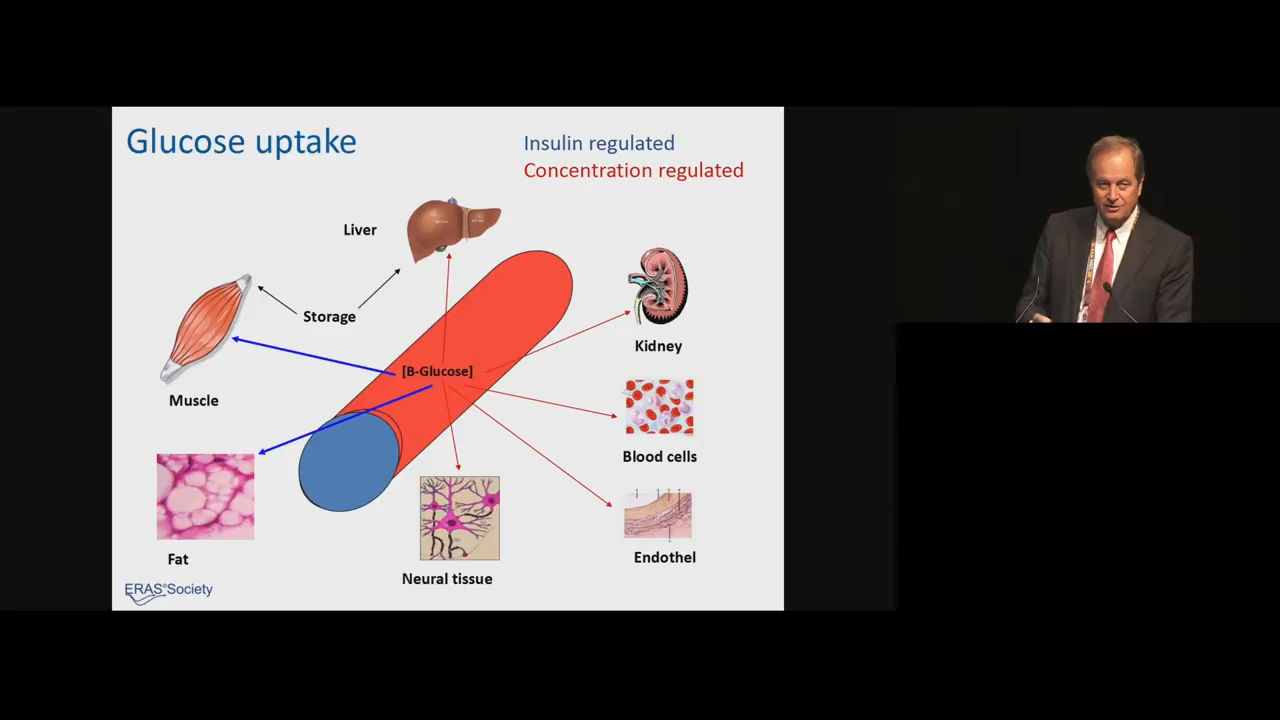 Glucose uptake
Insulin regulated
Concentration regulated
Liver
Storage
Muscle
[B-Glucose]
Kidney
Blood cells
Fat
Neural tissue
Endothel
ERAS®Society